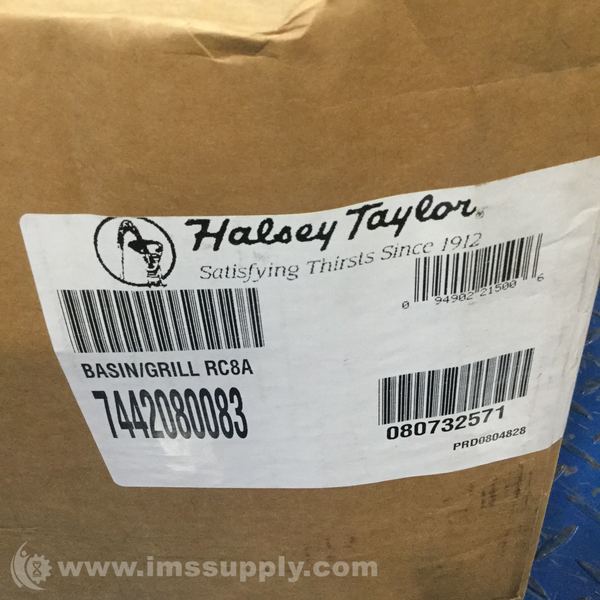 Halsey Taylor®
Satisfying Thirsts Since 1912
0 94902 21500 6
BASIN/GRILL RC8A
7442080083
080732571
PRD0804828
www.imssupply.com